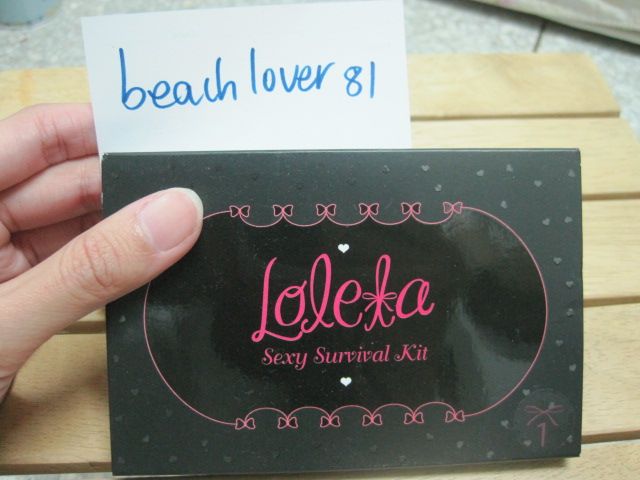 beach lover 81
Loleta
Sexy Survival Kit
1